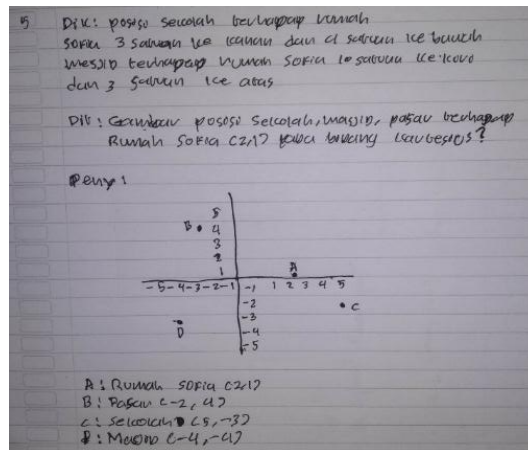 5 Dik: posisi sekolah terhadap rumah
Sofia 3 satuan ke kanan dan 4 satuan ke bawah
mesjid terhadap rumah Sofia satuan ke kiri
dan 3 satuan ke atas
Dit: Gambar posisi sekolah, masjid, pasar terhadap
Rumah Sofia (2,1) pada bidang kartesius?
Peny:
5
B 4
3
2
1
A
-5 -4 -3 -2 -1 -1 1 2 3 4 5
-2
C
-3
D
-4
-5
A: Rumah Sofia (2,1)
B: Pasar (-2, 4)
C: Sekolah (5, -3)
D: (-4, -4)